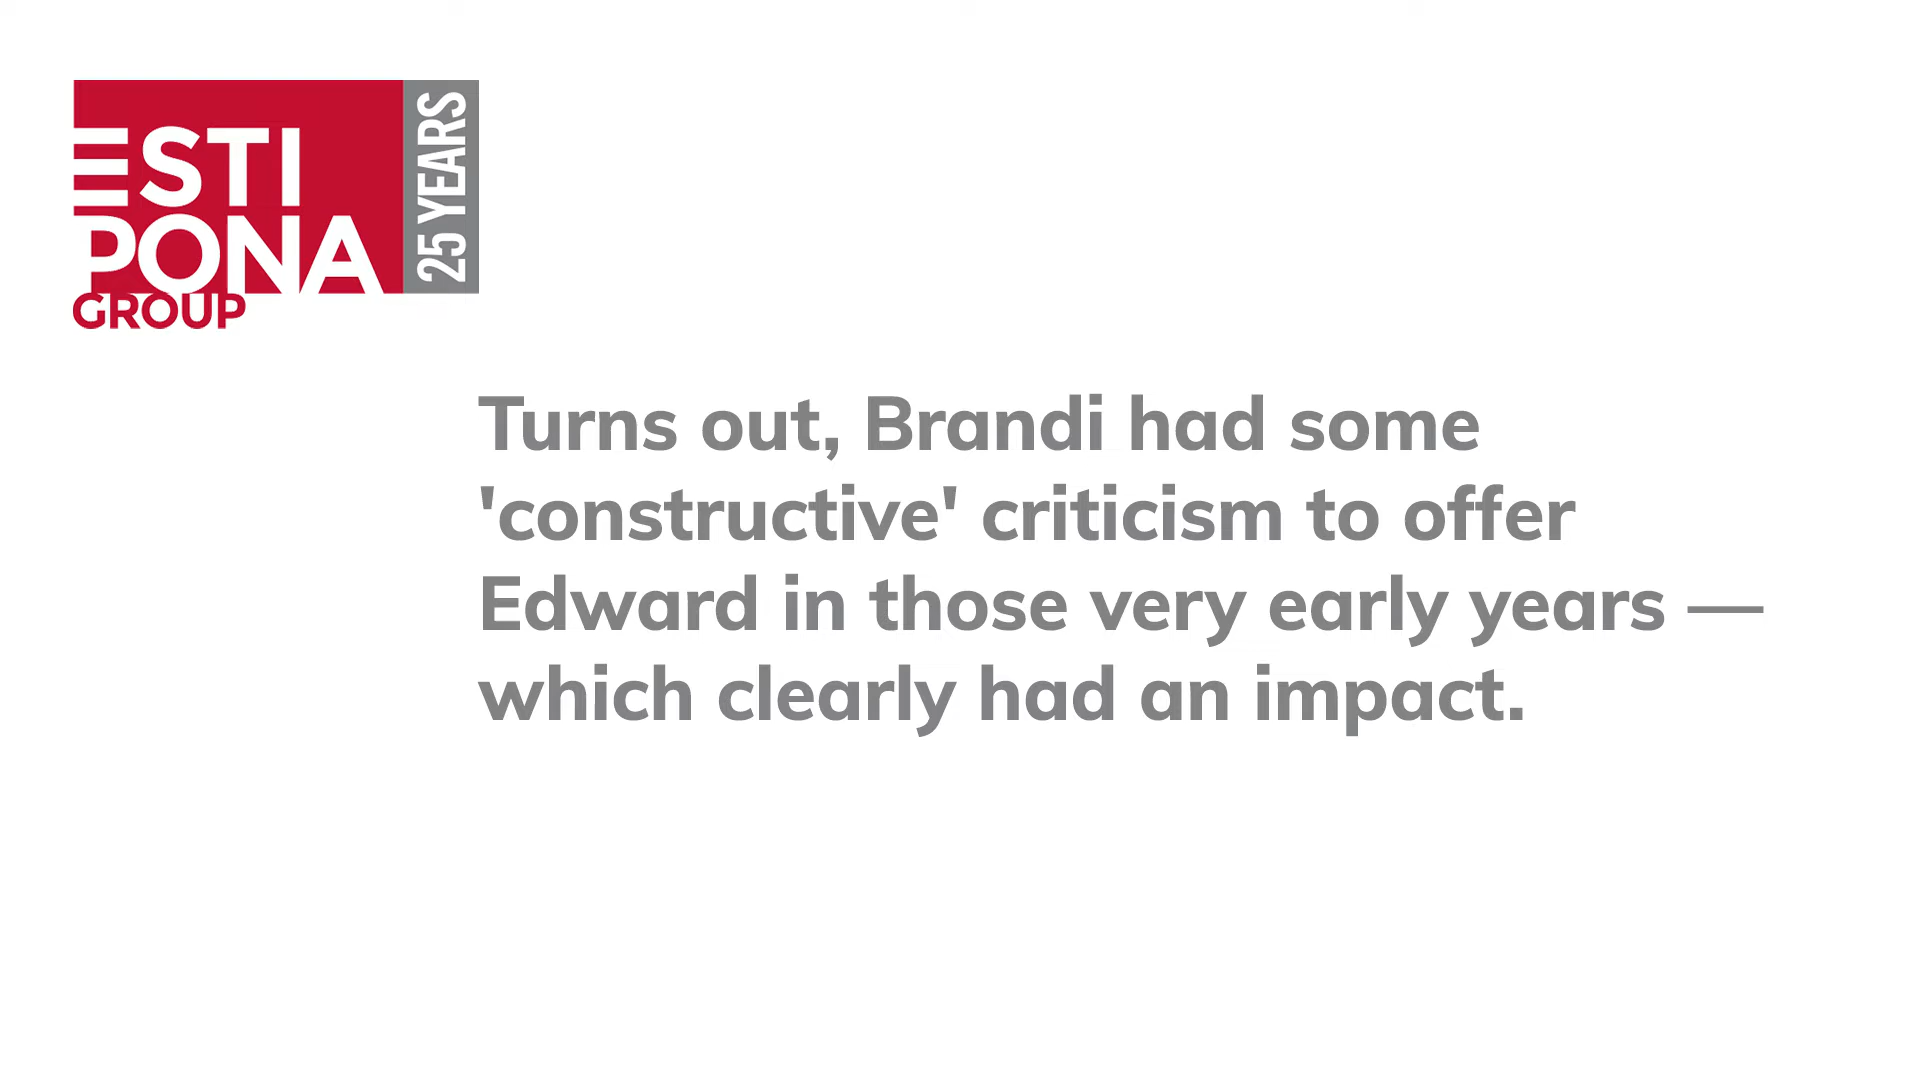 ESTI
PONA
GROUP
25 YEARS
Turns out, Brandi had some
'constructive' criticism to offer
Edward in those very early years —
which clearly had an impact.